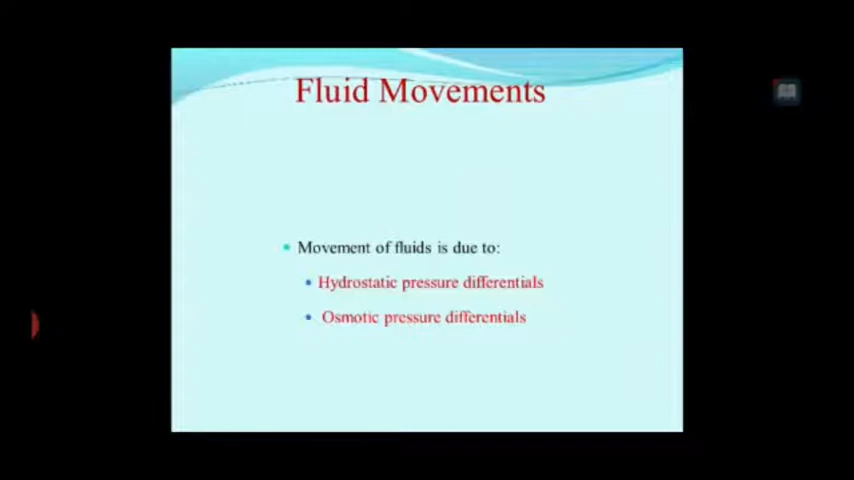 Fluid Movements
Movement of fluids is due to:
Hydrostatic pressure differentials
Osmotic pressure differentials